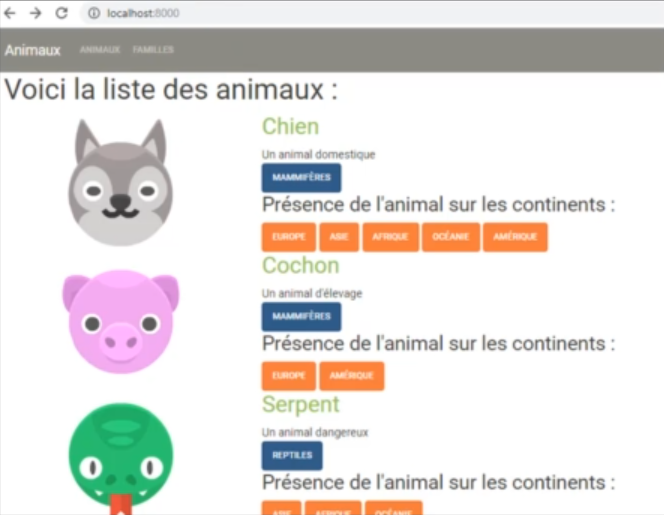 localhost:8000
Animaux ANIMAUX FAMILLES
Voici la liste des animaux :
Chien
Un animal domestique
MAMMIFÈRES
Présence de l'animal sur les continents :
EUROPE ASIE AFRIQUE OCÉANIE AMÉRIQUE
Cochon
Un animal d'élevage
MAMMIFÈRES
Présence de l'animal sur les continents :
EUROPE AMÉRIQUE
Serpent
Un animal dangereux
REPTILES
Présence de l'animal sur les continents :
ASIE AFRIQUE OCÉANIE